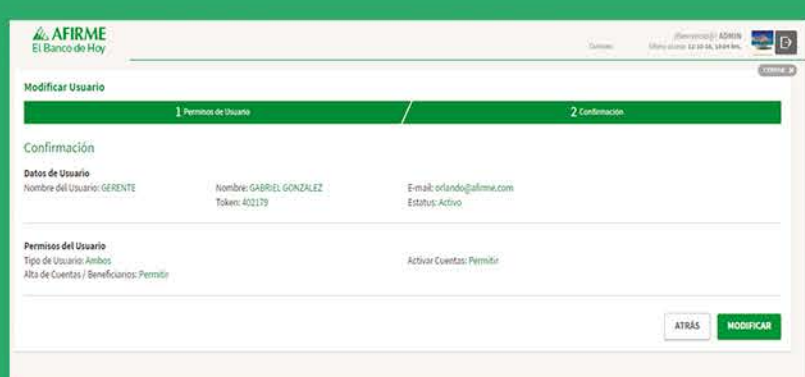 AFIRME
El Banco de Hoy
ADMIN
Modificar Usuario
1 Permisos de Usuario
2 Confirmación
Confirmación
Datos de Usuario
Nombre del Usuario: GERENTE
Nombre: GABRIEL GONZALEZ
E-mail: orlando@afirme.com
Token: 402179
Estatus: Activo
Permisos del Usuario
Tipo de Usuario: Ambos
Activar Cuentas: Permitir
Alta de Cuentas / Beneficiarios: Permitir
ATRÁS
MODIFICAR